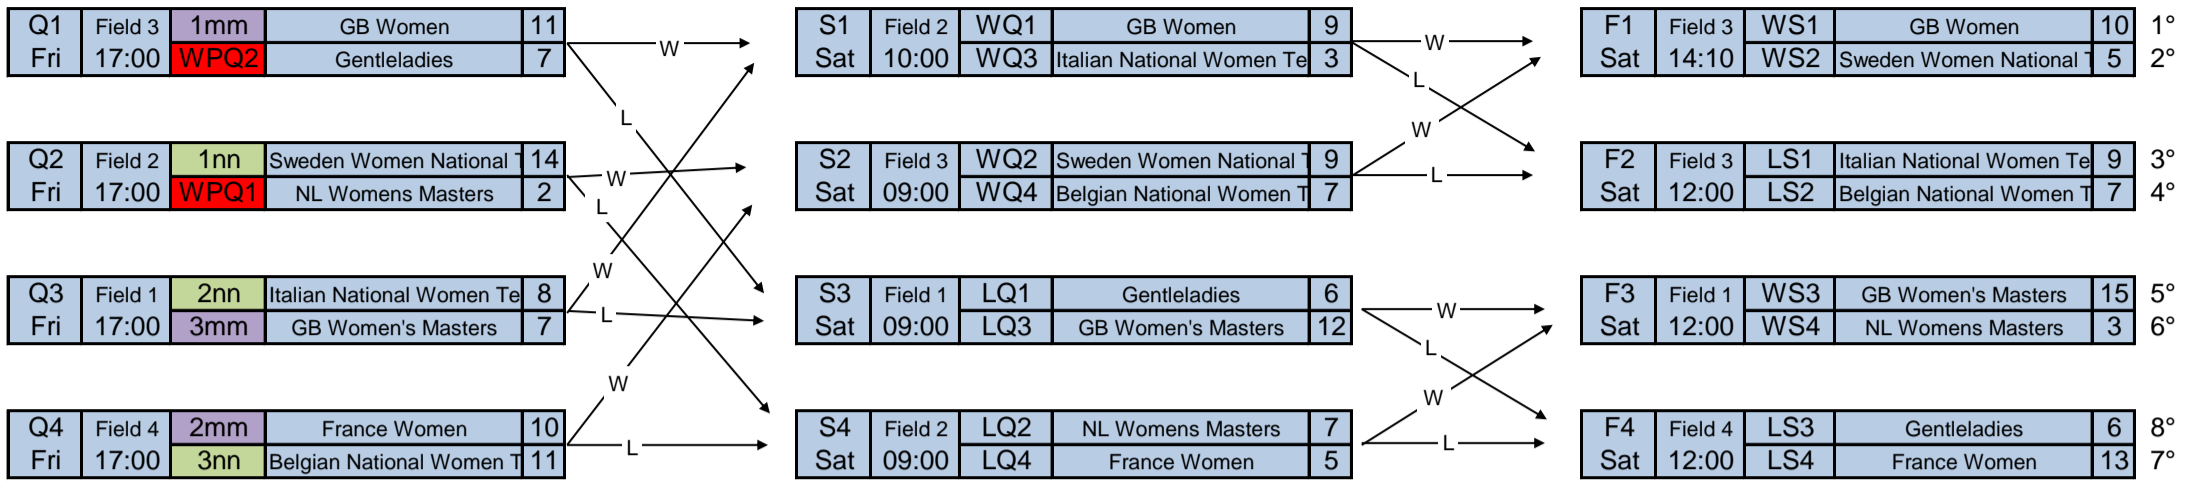 Q1 Field 3 1mm GB Women 11
Fri 17:00 WPQ2 Gentleladies 7
W
L
Q2 Field 2 1nn Sweden Women National T 14
Fri 17:00 WPQ1 NL Womens Masters 2
W
L
Q3 Field 1 2nn Italian National Women Te 8
Fri 17:00 3mm GB Women's Masters 7
W
L
Q4 Field 4 2mm France Women 10
Fri 17:00 3nn Belgian National Women T 11
W
L
S1 Field 2 WQ1 GB Women 9
Sat 10:00 WQ3 Italian National Women Te 3
W
L
S2 Field 3 WQ2 Sweden Women National T 9
Sat 09:00 WQ4 Belgian National Women T 7
W
L
S3 Field 1 LQ1 Gentleladies 6
Sat 09:00 LQ3 GB Women's Masters 12
W
L
S4 Field 2 LQ2 NL Womens Masters 7
Sat 09:00 LQ4 France Women 5
W
L
F1 Field 3 WS1 GB Women 10 1°
Sat 14:10 WS2 Sweden Women National T 5 2°
F2 Field 3 LS1 Italian National Women Te 9 3°
Sat 12:00 LS2 Belgian National Women T 7 4°
F3 Field 1 WS3 GB Women's Masters 15 5°
Sat 12:00 WS4 NL Womens Masters 3 6°
F4 Field 4 LS3 Gentleladies 6 8°
Sat 12:00 LS4 France Women 13 7°